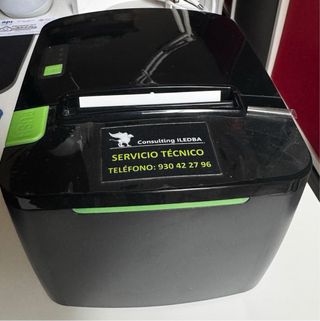 Consulting ILEDBA
SERVICIO TÉCNICO
TELÉFONO: 930 42 27 96